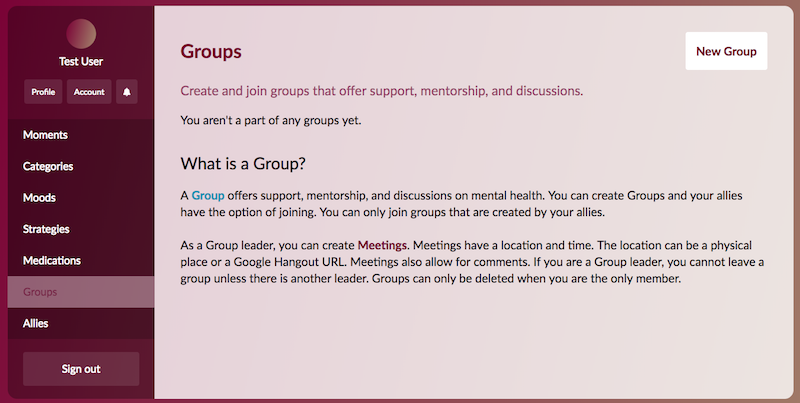 Test User
Profile
Account
Moments
Categories
Moods
Strategies
Medications
Groups
Allies
Sign out
Groups
New Group
Create and join groups that offer support, mentorship, and discussions.
You aren't a part of any groups yet.
What is a Group?
A Group offers support, mentorship, and discussions on mental health. You can create Groups and your allies
have the option of joining. You can only join groups that are created by your allies.
As a Group leader, you can create Meetings. Meetings have a location and time. The location can be a physical
place or a Google Hangout URL. Meetings also allow for comments. If you are a Group leader, you cannot leave a
group unless there is another leader. Groups can only be deleted when you are the only member.